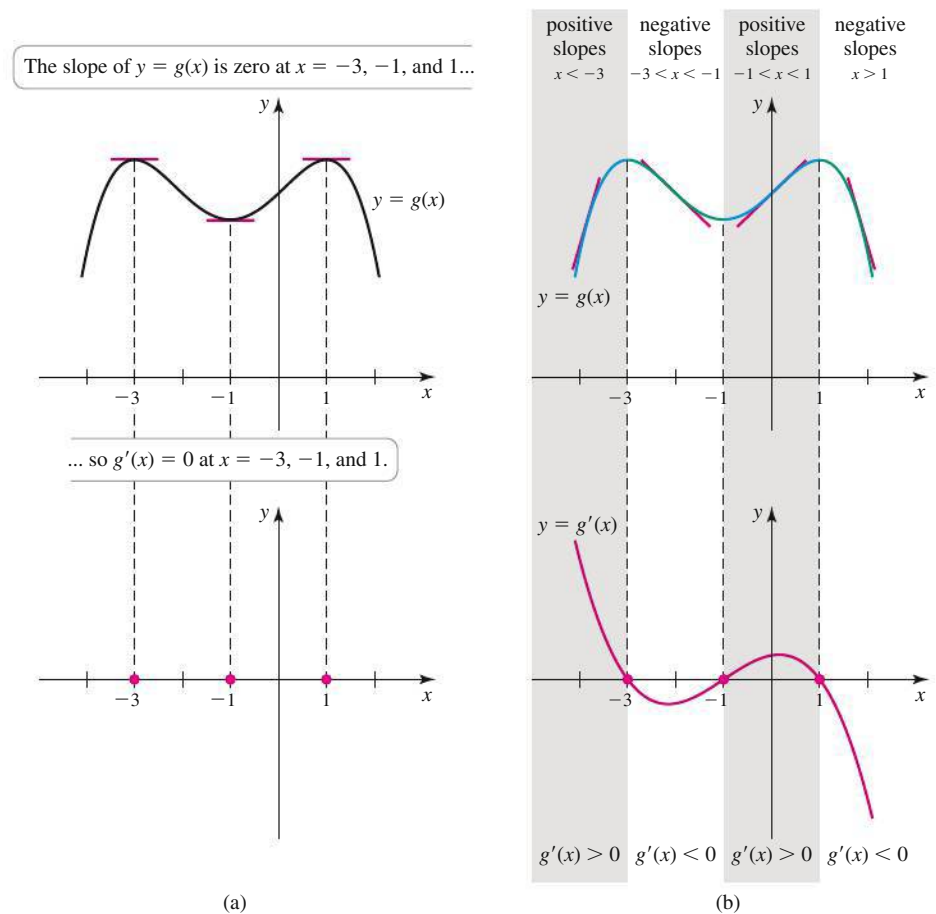 The slope of y = g(x) is zero at x = −3, −1, and 1...
y
y = g(x)
−3
−1
1
x
... so g′(x) = 0 at x = −3, −1, and 1.
y
−3
−1
1
x
(a)
positive slopes x < −3
negative slopes −3 < x < −1
positive slopes −1 < x < 1
negative slopes x > 1
y
y = g(x)
−3
−1
1
x
y = g′(x)
y
−3
−1
1
x
g′(x) > 0 g′(x) < 0 g′(x) > 0 g′(x) < 0
(b)